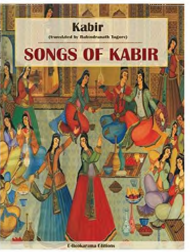 Kabir
(translated by Rabindranath Tagore)
SONGS OF KABIR
E-Bookarama Editions